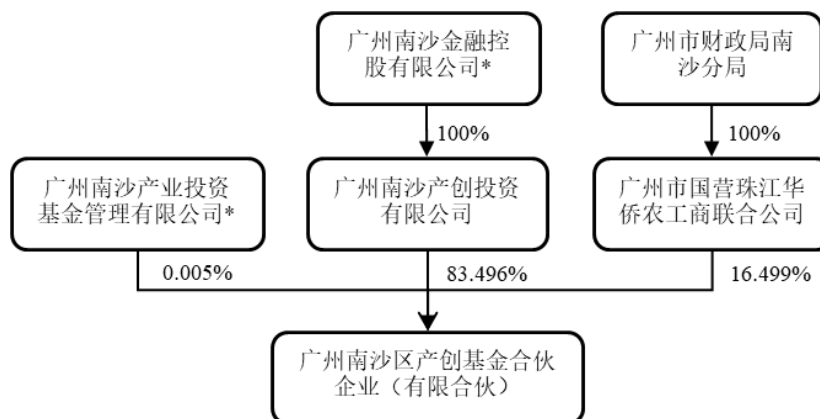 广州南沙金融控
股有限公司*
广州市财政局南
沙分局
100%
100%
广州南沙产业投资
基金管理有限公司*
广州南沙产创投资
有限公司
广州市国营珠江华
侨农工商联合公司
0.005%
83.496%
16.499%
广州南沙区产创基金合伙
企业（有限合伙）